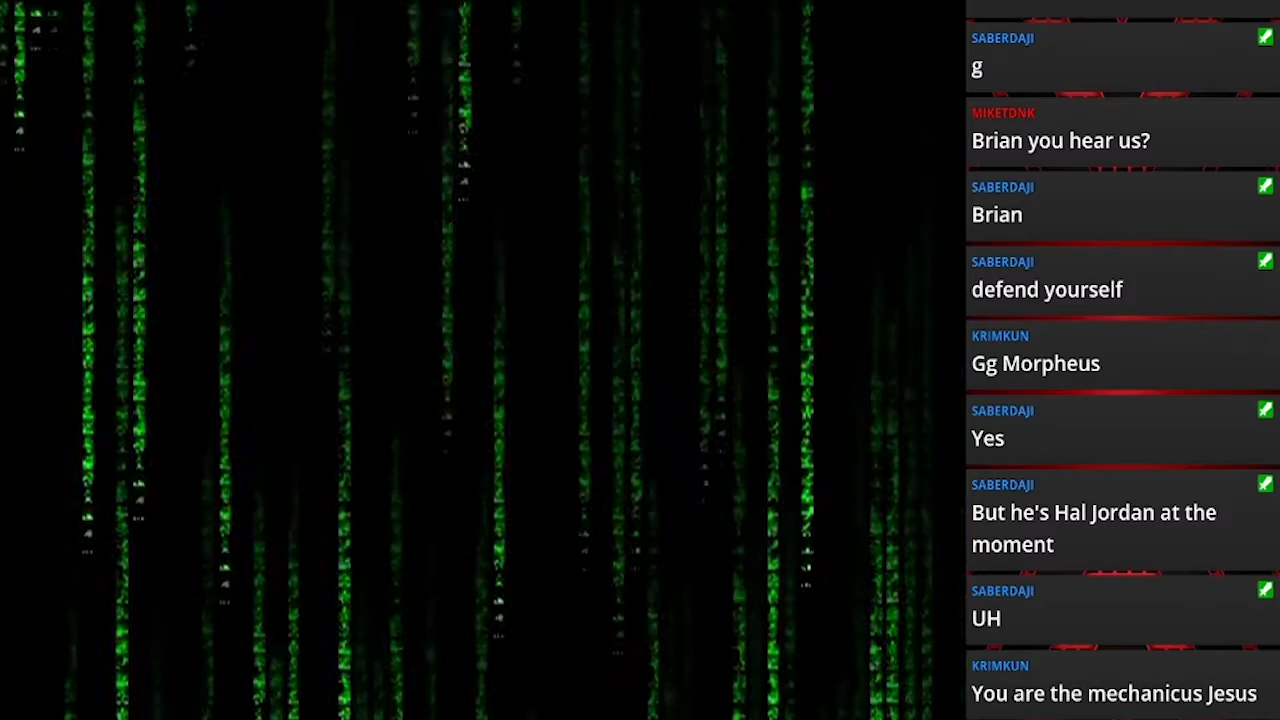 SABERDAJI
g
MIKETDNK
Brian you hear us?
SABERDAJI
Brian
SABERDAJI
defend yourself
KRIMKUN
Gg Morpheus
SABERDAJI
Yes
SABERDAJI
But he's Hal Jordan at the
moment
SABERDAJI
UH
KRIMKUN
You are the mechanicus Jesus